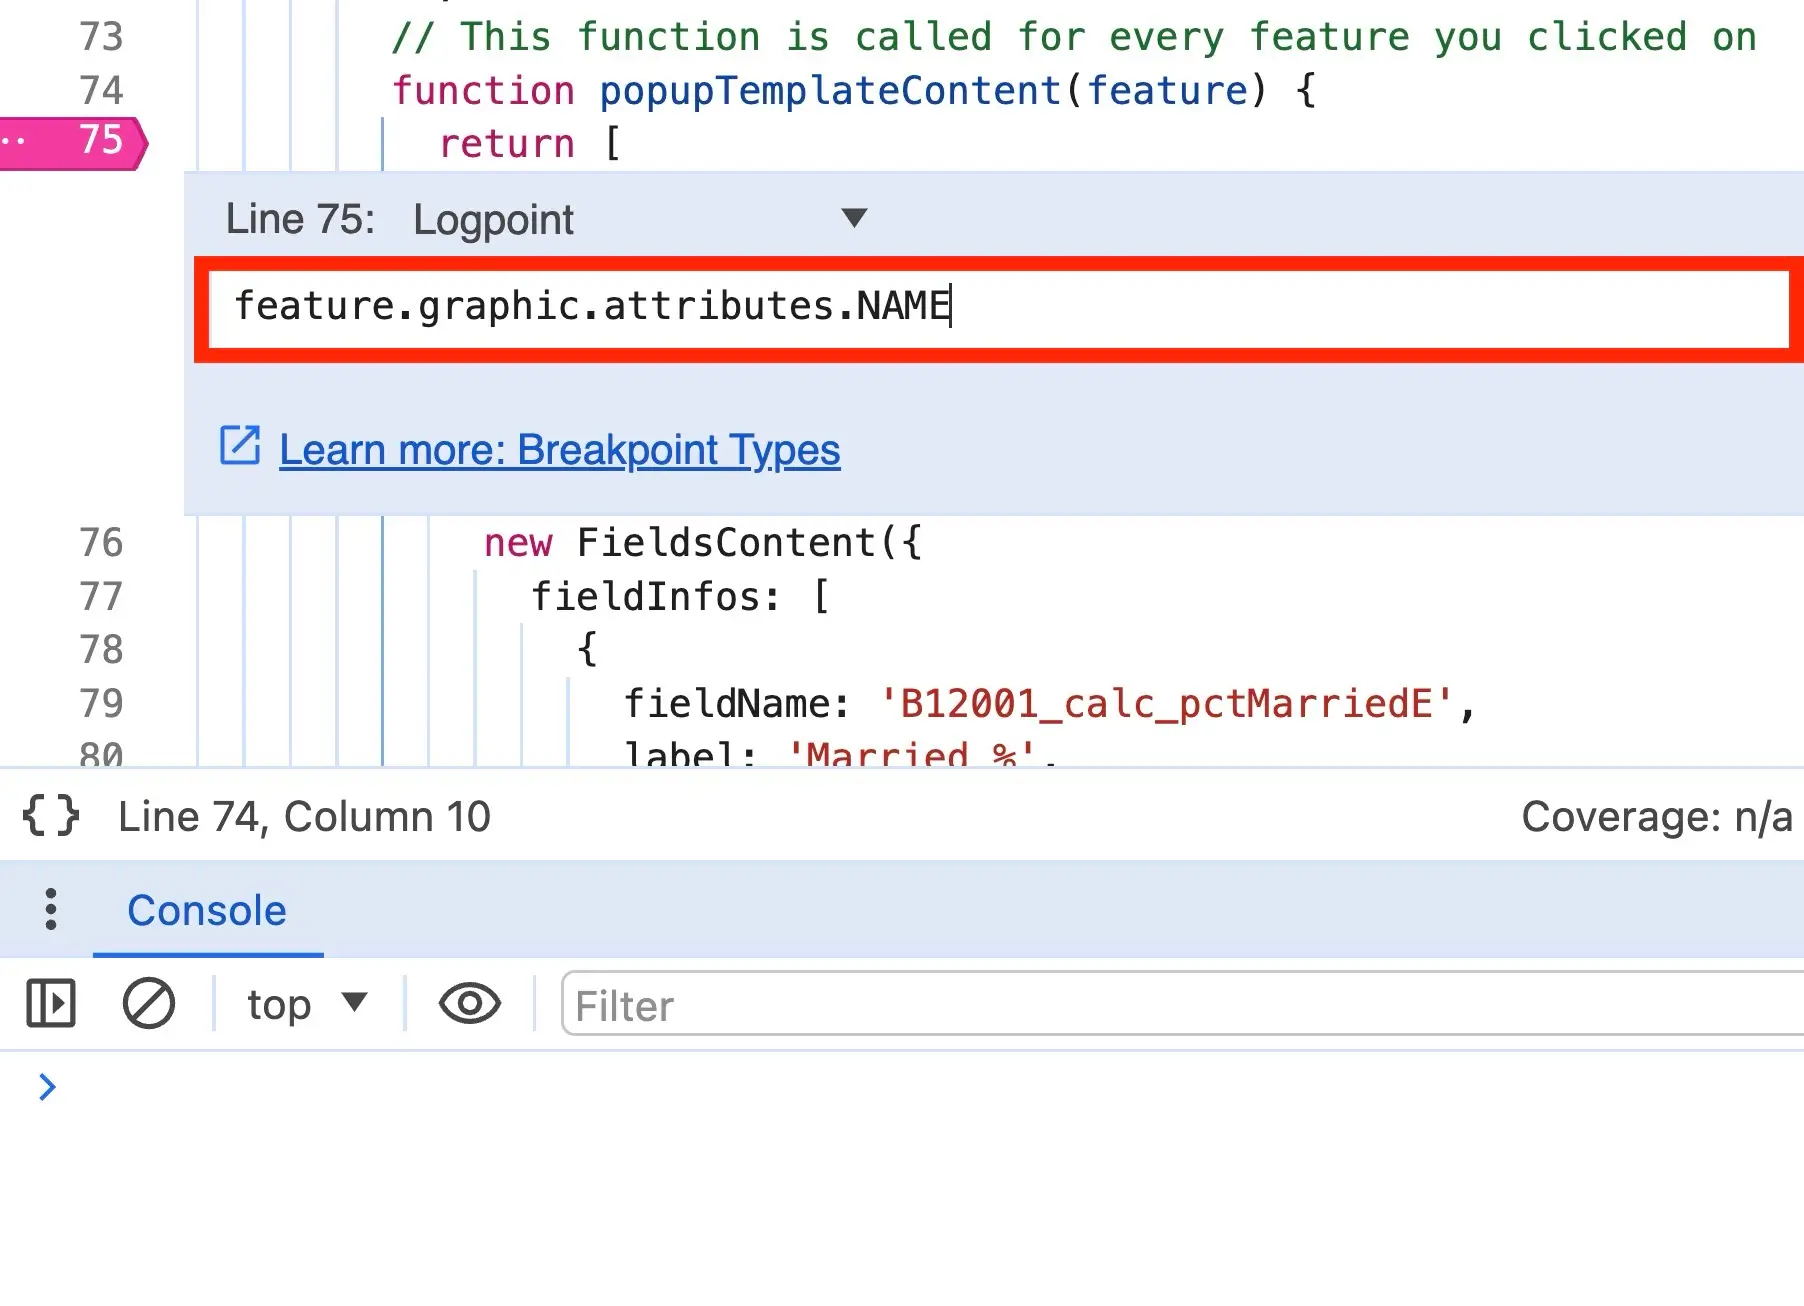 73 // This function is called for every feature you clicked on
74 function popupTemplateContent(feature) {
75 return [
Line 75: Logpoint
feature.graphic.attributes.NAME
Learn more: Breakpoint Types
76 new FieldsContent({
77 fieldInfos: [
78 {
79 fieldName: 'B12001_calc_pctMarriedE',
80 label: 'Married %',
{} Line 74, Column 10 Coverage: n/a
Console
top Filter